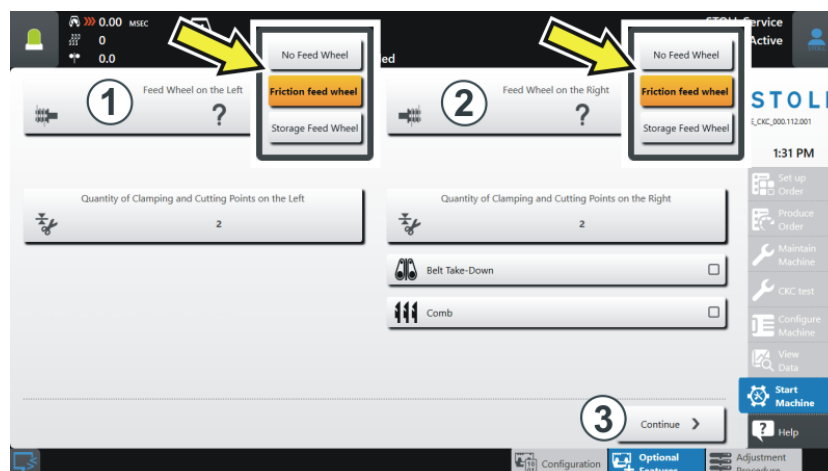 0.00 MSEC
0
0.0
STOLL Service
Active
No Feed Wheel
Friction feed wheel
Storage Feed Wheel
No Feed Wheel
Friction feed wheel
Storage Feed Wheel
1
Feed Wheel on the Left
?
2
Feed Wheel on the Right
?
STOLL
1:31 PM
Quantity of Clamping and Cutting Points on the Left
2
Quantity of Clamping and Cutting Points on the Right
2
Belt Take-Down
Comb
3
Continue
Set up
Order
Produce
Order
Maintain
Machine
CKC test
Configure
Machine
View
Data
Start
Machine
? Help
Configuration
Optional
Features
Adjustment
Procedure